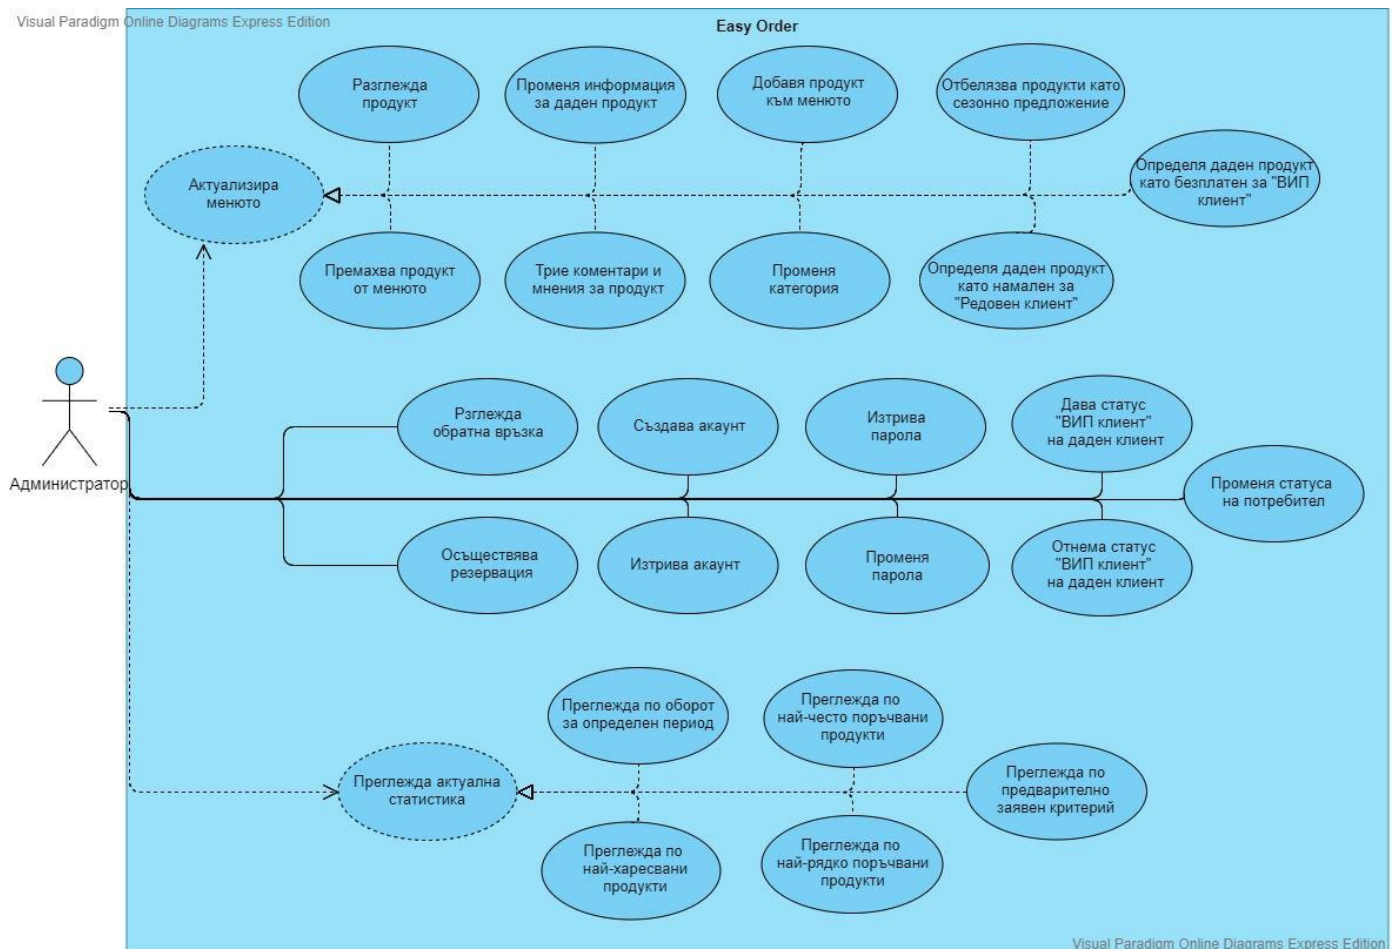 Visual Paradigm Online Diagrams Express Edition
Easy Order
Разглежда
продукт
Променя информация
за даден продукт
Добавя продукт
към менюто
Отбелязва продукти като
сезонно предложение
Актуализира
менюто
Определя даден продукт
като безплатен за "ВИП
клиент"
Премахва продукт
от менюто
Трие коментари и
мнения за продукт
Променя
категория
Определя даден продукт
като намален за
"Редовен клиент"
Администратор
Рзглежда
обратна връзка
Създава акаунт
Изтрива
парола
Дава статус
"ВИП клиент"
на даден клиент
Променя статуса
на потребител
Осъществява
резервация
Изтрива акаунт
Променя
парола
Отнема статус
"ВИП клиент"
на даден клиент
Преглежда по оборот
за определен период
Преглежда по
най-често поръчвани
продукти
Преглежда актуална
статистика
Преглежда по
предварително
заявен критерий
Преглежда по
най-харесвани
продукти
Преглежда по
най-рядко поръчвани
продукти
Visual Paradigm Online Diagrams Express Edition